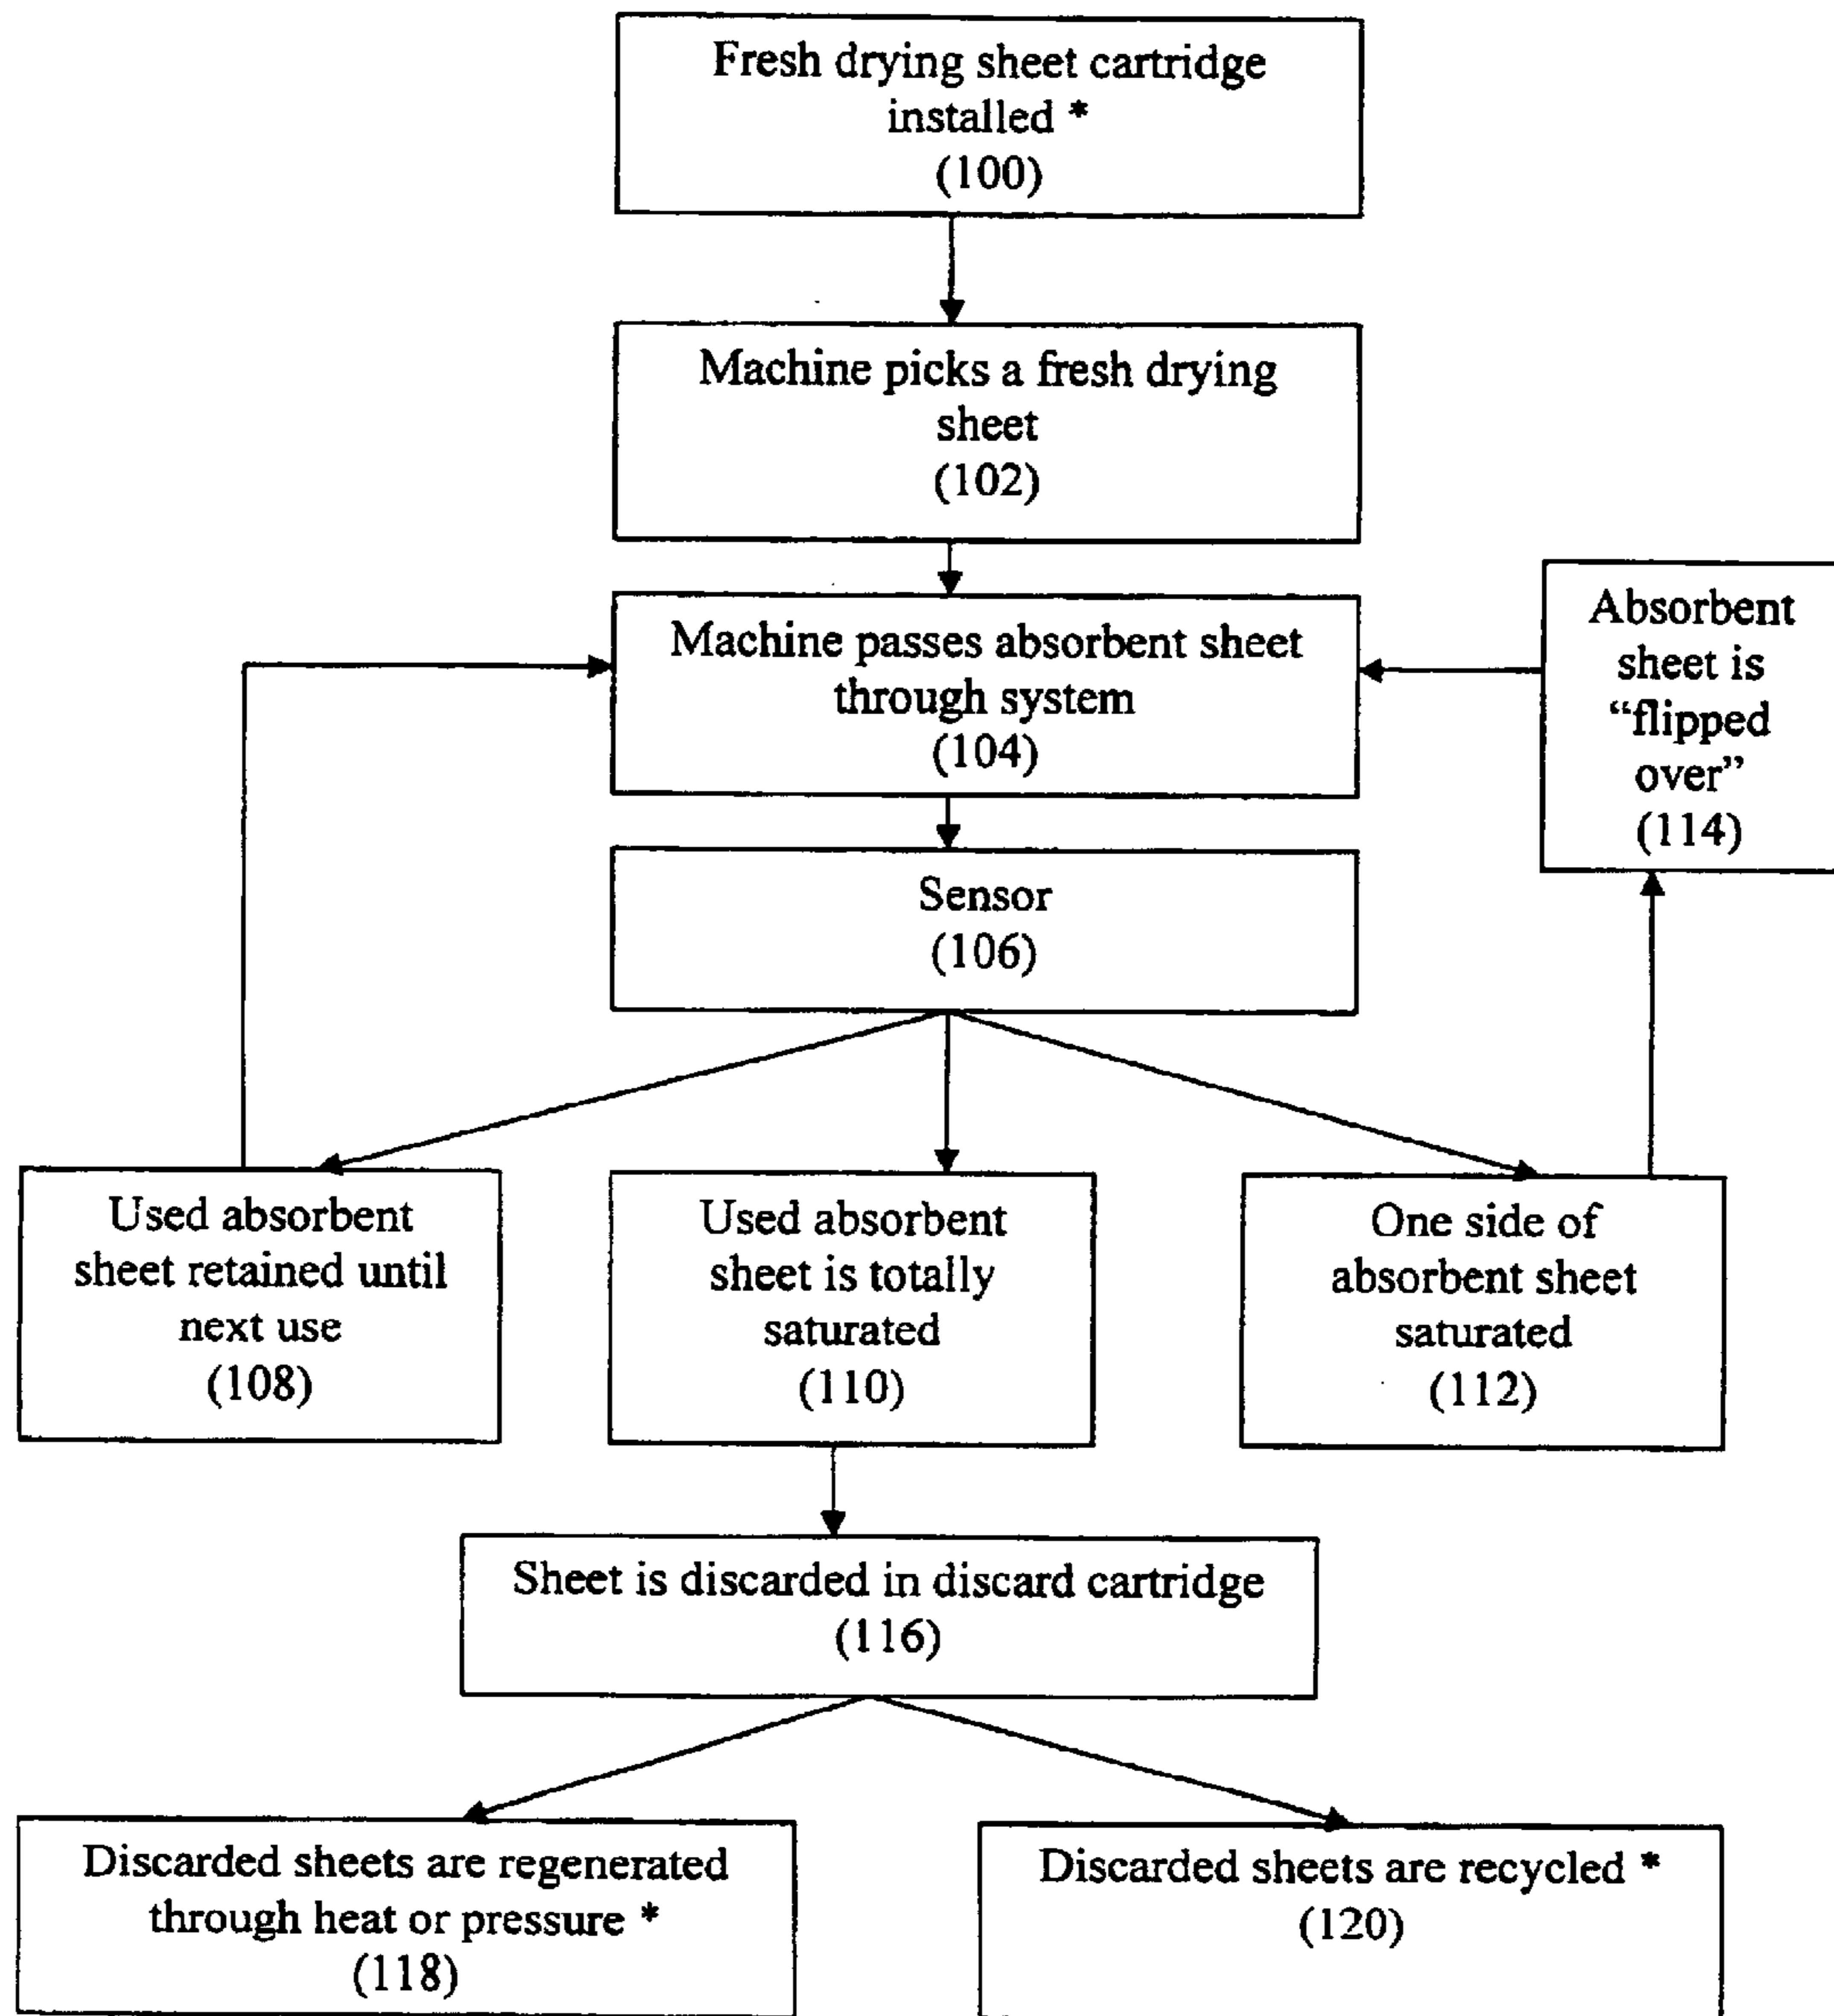 Fresh drying sheet cartridge
installed *
(100)
Machine picks a fresh drying
sheet
(102)
Machine passes absorbent sheet
through system
(104)
Absorbent
sheet is
“flipped
over”
(114)
Sensor
(106)
Used absorbent
sheet retained until
next use
(108)
Used absorbent
sheet is totally
saturated
(110)
One side of
absorbent sheet
saturated
(112)
Sheet is discarded in discard cartridge
(116)
Discarded sheets are regenerated
through heat or pressure *
(118)
Discarded sheets are recycled *
(120)